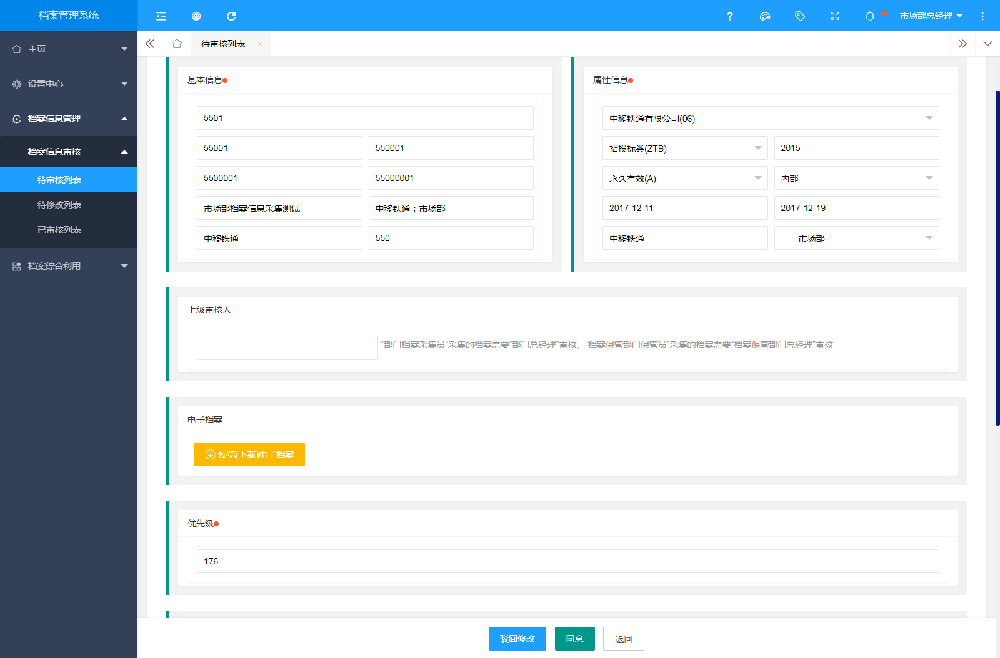 档案管理系统
?
市场部总经理
主页
设置中心
档案信息管理
档案信息审核
待审核列表
待修改列表
已审核列表
档案综合利用
待审核列表
基本信息
5501
55001 550001
5500001 55000001
市场部档案信息采集测试 中移铁通；市场部
中移铁通 550
属性信息
中移铁通有限公司(06)
招投标类(ZTB) 2015
永久有效(A) 内部
2017-12-11 2017-12-19
中移铁通 市场部
上级审核人
“部门档案采集员”采集的档案需要“部门总经理”审核、“档案保管部门保管员”采集的档案需要“档案保管部门总经理”审核
电子档案
预览(下载)电子档案
优先级
176
驳回修改 同意 返回